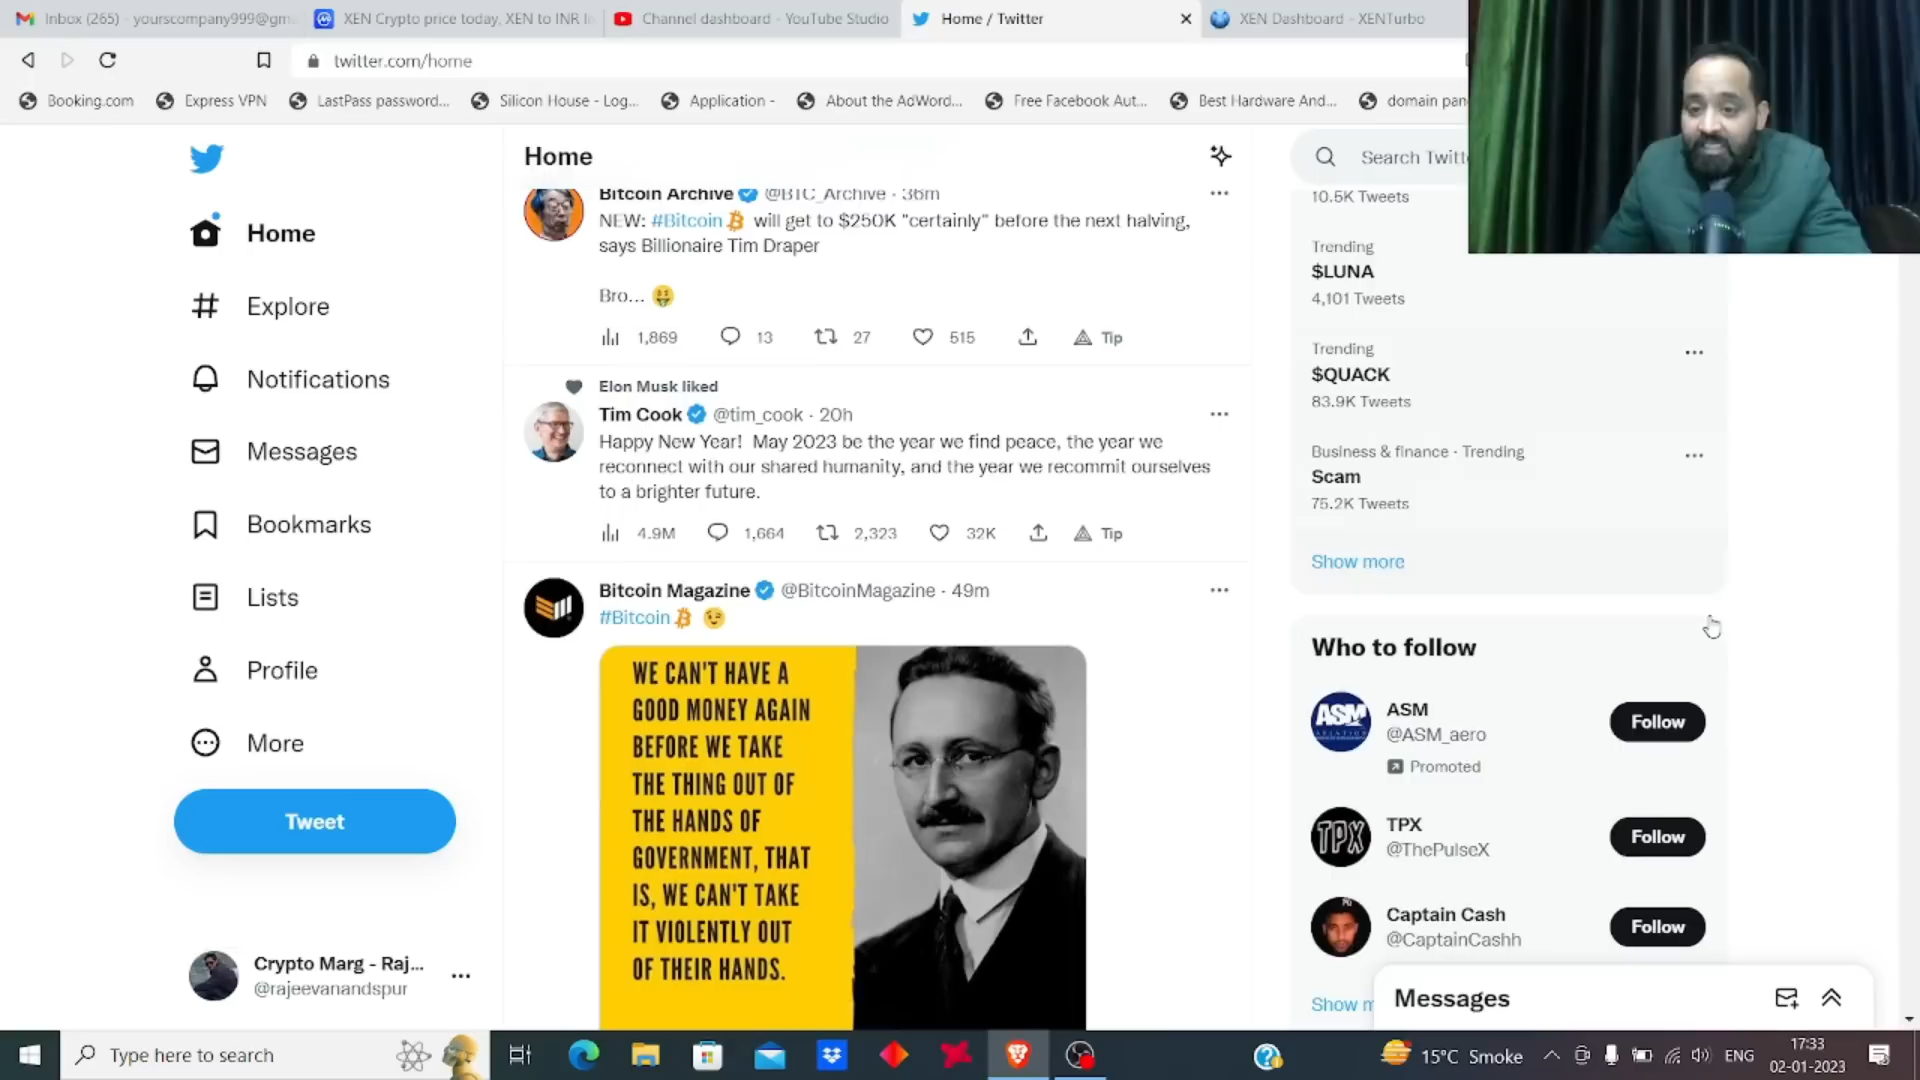 Inbox (265) - yourscompany999@gma
XEN Crypto price today, XEN to INR li
Channel dashboard - YouTube Studio
Home / Twitter
XEN Dashboard - XENTurbo
twitter.com/home
Booking.com
Express VPN
LastPass password...
Silicon House - Log...
Application -
About the AdWord...
Free Facebook Aut...
Best Hardware And...
domain pan
Home
Explore
Notifications
Messages
Bookmarks
Lists
Profile
More
Tweet
Crypto Marg - Raj...
@rajeevanandspur
Home
Bitcoin Archive @BTC_Archive · 36m
NEW: #Bitcoin will get to $250K "certainly" before the next halving,
says Billionaire Tim Draper
Bro...
1,869 13 27 515 Tip
Elon Musk liked
Tim Cook @tim_cook · 20h
Happy New Year! May 2023 be the year we find peace, the year we
reconnect with our shared humanity, and the year we recommit ourselves
to a brighter future.
4.9M 1,664 2,323 32K Tip
Bitcoin Magazine @BitcoinMagazine · 49m
#Bitcoin
WE CAN'T HAVE A
GOOD MONEY AGAIN
BEFORE WE TAKE
THE THING OUT OF
THE HANDS OF
GOVERNMENT, THAT
IS, WE CAN'T TAKE
IT VIOLENTLY OUT
OF THEIR HANDS.
Search Twitt
10.5K Tweets
Trending
$LUNA
4,101 Tweets
Trending
$QUACK
83.9K Tweets
Business & finance · Trending
Scam
75.2K Tweets
Show more
Who to follow
ASM
ASM
@ASM_aero
Promoted
Follow
TPX
TPX
@ThePulseX
Follow
Captain Cash
@CaptainCashh
Follow
Show m
Messages
Type here to search
15°C Smoke
ENG
17:33
02-01-2023